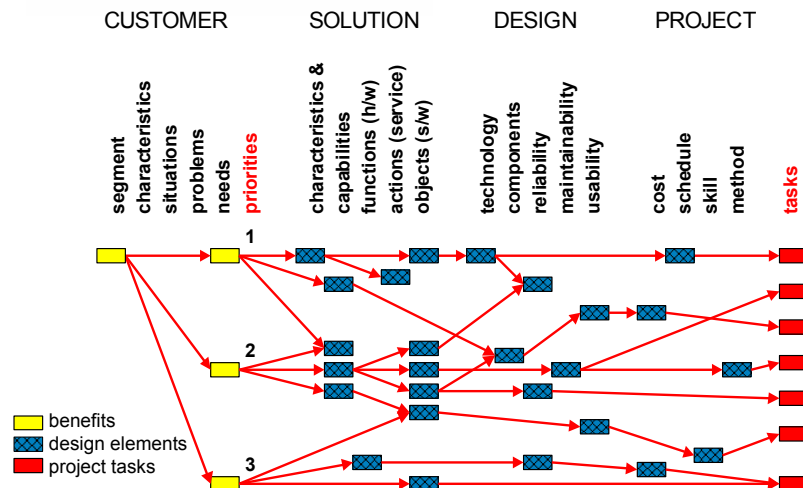 CUSTOMER
SOLUTION
DESIGN
PROJECT
segment
characteristics
situations
problems
needs
priorities
characteristics &
capabilities
functions (h/w)
actions (service)
objects (s/w)
technology
components
reliability
maintainability
usability
cost
schedule
skill
method
tasks
1
2
3
benefits
design elements
project tasks